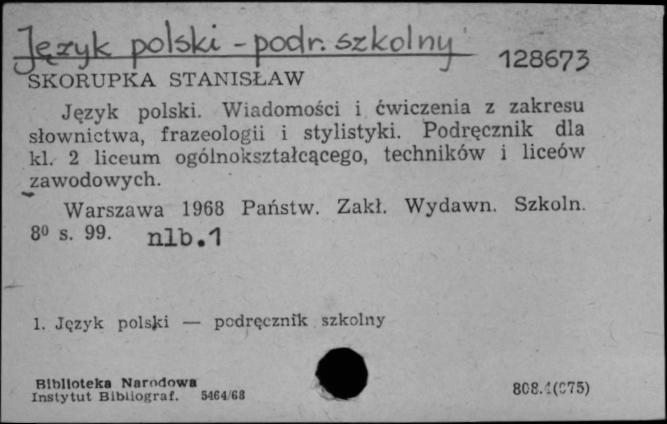 Język polski - podr. szkolny
128673
SKORUPKA STANISŁAW
Język polski. Wiadomości i ćwiczenia z zakresu
słownictwa, frazeologii i stylistyki. Podręcznik dla
kl. 2 liceum ogólnokształcącego, techników i liceów
zawodowych.
Warszawa 1968 Państw. Zakł. Wydawn. Szkoln.
8⁰ s. 99. nlb.1
1. Język polski — podręcznik szkolny
Biblioteka Narodowa
Instytut Bibliograf. 5464/68
808.4(075)